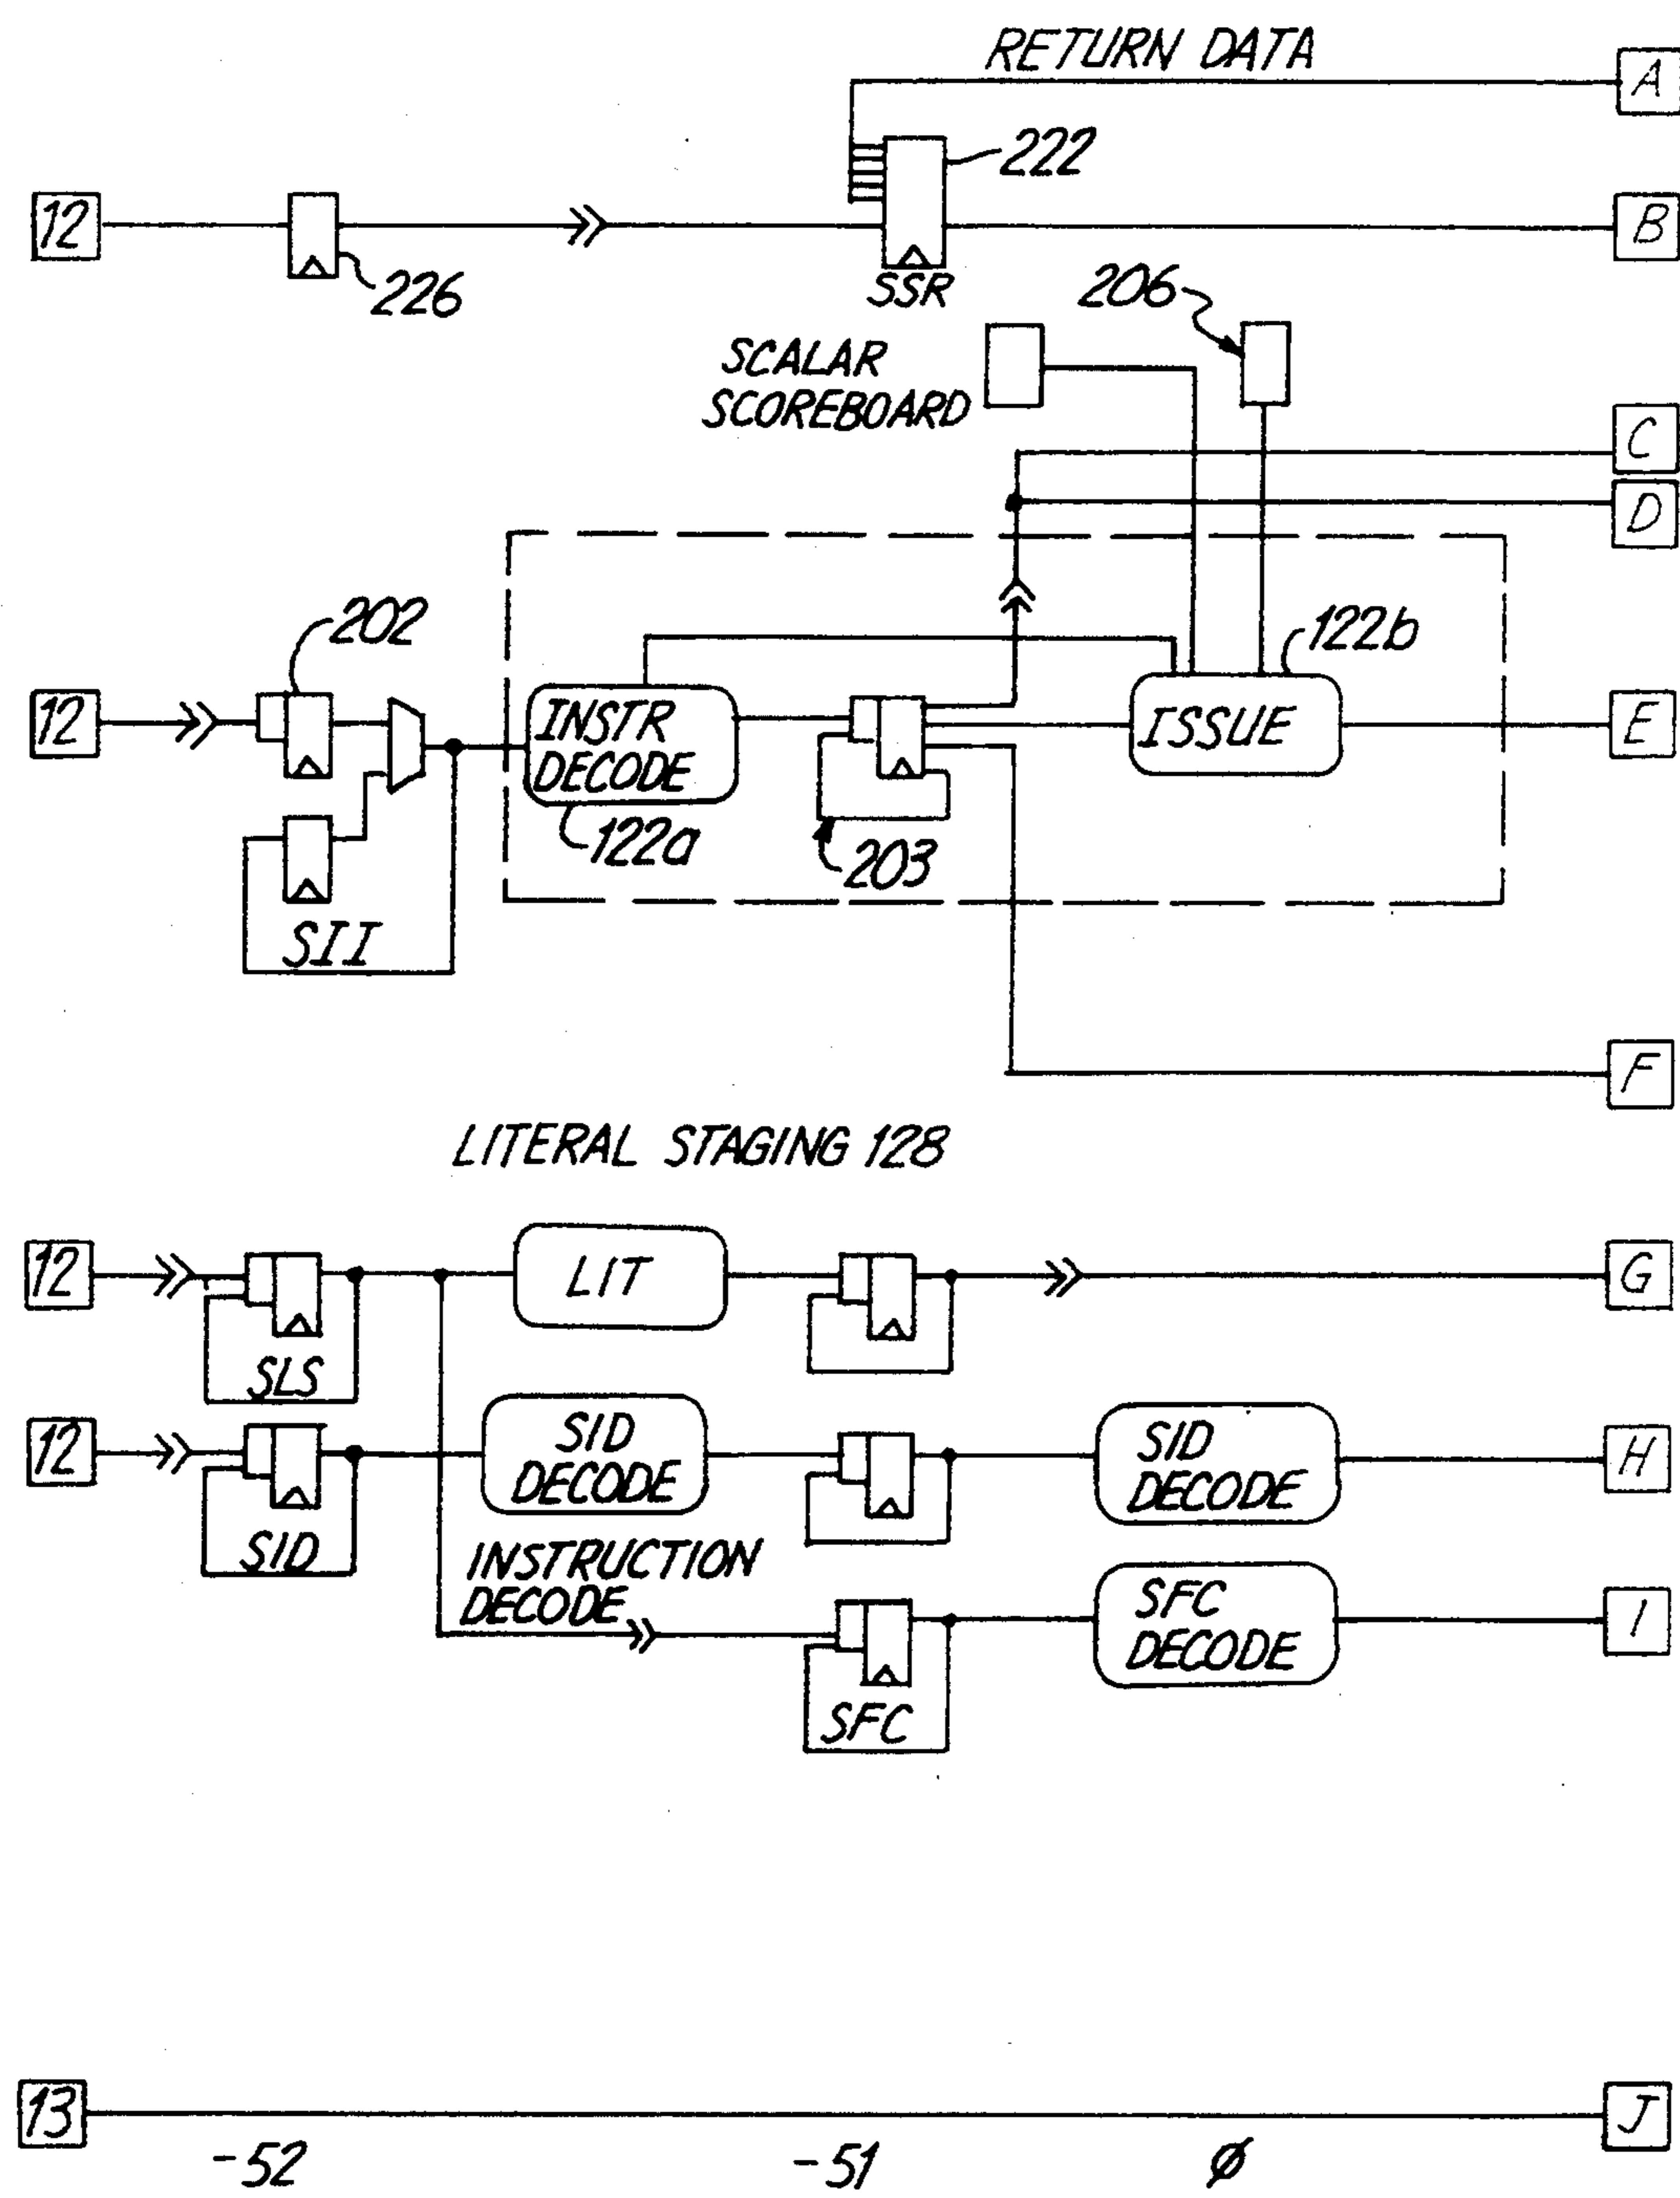 RETURN DATA
A
222
12
B
226
SSR
206
SCALAR
SCOREBOARD
C
D
202
122b
12
INSTR
DECODE
ISSUE
E
122a
203
SII
F
LITERAL STAGING 128
12
LIT
G
SLS
12
SID
DECODE
SID
DECODE
H
SID
INSTRUCTION
DECODE
SFC
DECODE
I
SFC
13
J
-52
-51
Ø